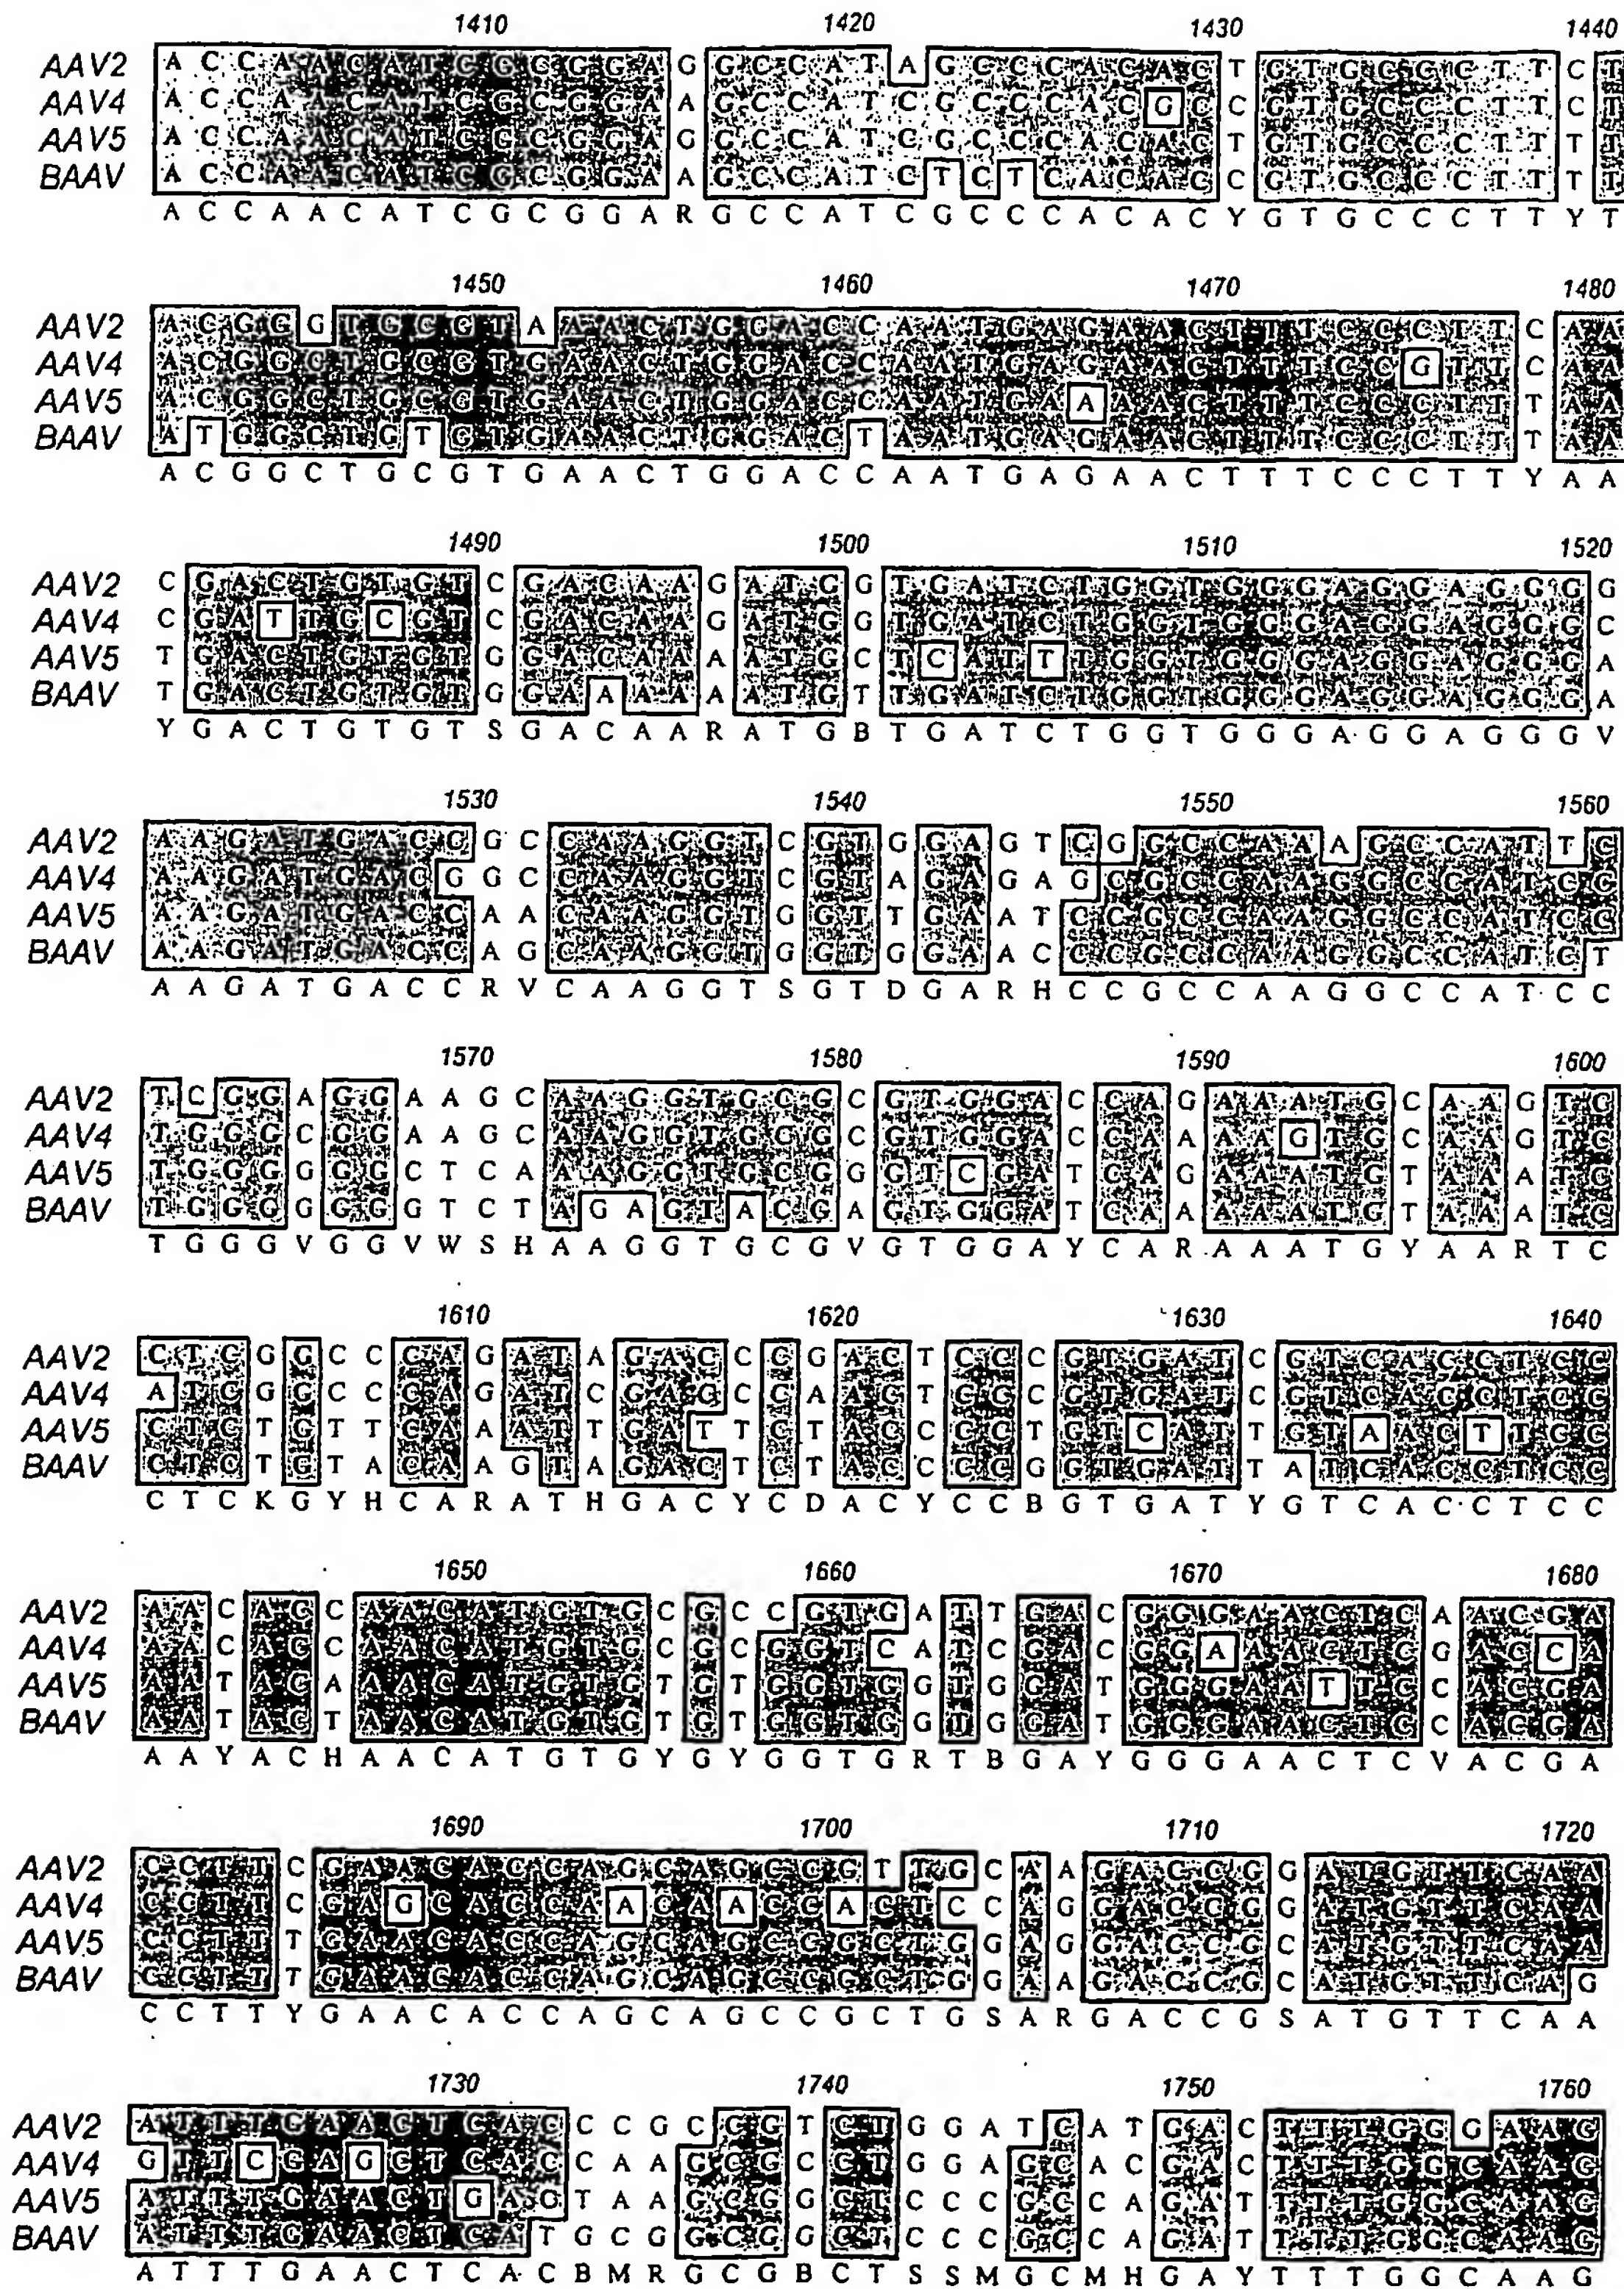 1410 1420 1430 1440
AAV2 A C C A A C A T C G C G G A G G C C A T A G C C C A C A C T G T G C C C T T C T
AAV4 A C C A A C A T C G C G G A A G C C A T C G C C C A C G C C G T G C C C T T C T
AAV5 A C C A A C A T C G C G G A G G C C A T C G C C C A C A C T G T G C C C T T T T
BAAV A C C A A C A T C G C G G A A G C C A T C T C T C A C A C C G T G C C C T T T T
A C C A A C A T C G C G G A R G C C A T C G C C C A C A C Y G T G C C C T T Y T
1450 1460 1470 1480
AAV2 A C G G G T G C G T A A A C T G G A C C A A T G A G A A C T T T C C C T T C A A
AAV4 A C G G C T G C G T G A A C T G G A C C A A T G A G A A C T T T C C G T T C A A
AAV5 A C G G C T G C G T G A A C T G G A C C A A T G A A A A C T T T C C C T T T A A
BAAV A T G G C T G T G T G A A C T G G A C T A A T G A G A A C T T T C C C T T T A A
A C G G C T G C G T G A A C T G G A C C A A T G A G A A C T T T C C C T T Y A A
1490 1500 1510 1520
AAV2 C G A C T G T G T C G A C A A G A T G G T G A T C T G G T G G G A G G A G G G G
AAV4 C G A T T G C G T C G A C A A G A T G G T G A T C T G G T G G G A G G A G G G C
AAV5 T G A C T G T G T G G A C A A A A T G C T C A T T T G G T G G G A G G A G G G A
BAAV T G A C T G T G T G G A A A A A A T G T T G A T C T G G T G G G A G G A G G G A
Y G A C T G T G T S G A C A A R A T G B T G A T C T G G T G G G A G G A G G G V
1530 1540 1550 1560
AAV2 A A G A T G A C C G C C A A G G T C G T G G A G T C G G C C A A A G C C A T T C
AAV4 A A G A T G A C G G C C A A G G T C G T A G A G A G C G C C A A G G C C A T C C
AAV5 A A G A T G A C C A A C A A G G T G G T T G A A T C C G C C A A G G C C A T C C
BAAV A A G A T G A C C A G C A A G G T G G T G G A A C C C G C C A A G G C C A T C T
A A G A T G A C C R V C A A G G T S G T D G A R H C C G C C A A G G C C A T C C
1570 1580 1590 1600
AAV2 T C G G A G G A A G C A A G G T G C G C G T G G A C C A G A A A T G C A A G T C
AAV4 T G G G C G G A A G C A A G G T G C G C G T G G A C C A A A A G T G C A A G T C
AAV5 T G G G G G G C T C A A A G G T G C G G G T C G A T C A G A A A T G T A A A T C
BAAV T G G G G G G G T C T A G A G T A C G A G T G G A T C A A A A A T G T A A A T C
T G G G V G G V W S H A A G G T G C G V G T G G A Y C A R A A A T G Y A A R T C
1610 1620 1630 1640
AAV2 C T C G G C C C A G A T A G A C C C G A C T C C C G T G A T C G T C A C C T C C
AAV4 A T C G G C C C A G A T C G A C C C A A C T C C C G T G A T C G T C A C C T C C
AAV5 C T C T G T T C A A A T T G A T T C T A C C C C T G T C A T T G T A A C T T C C
BAAV C T C T G T A C A A G T A G A C T C T A C C C C G G T G A T T A T C A C C T C C
C T C K G Y H C A R A T H G A C Y C D A C Y C C B G T G A T Y G T C A C C T C C
1650 1660 1670 1680
AAV2 A A C A C C A A C A T G T G C G C C G T G A T T G A C G G G A A C T C A A C G A
AAV4 A A C A C C A A C A T G T G C G C G G T C A T C G A C G G A A A C T C G A C C A
AAV5 A A T A C A A A C A T G T G T G T G G T G G T G G A T G G G A A T T C C A C G A
BAAV A A T A C T A A C A T G T G T G T G G T G G T G G A T G G G A A C T C C A C G A
A A Y A C H A A C A T G T G Y G Y G G T G R T B G A Y G G G A A C T C V A C G A
1690 1700 1710 1720
AAV2 C C T T C G A A C A C C A G C A G C C G T T G C A A G A C C G G A T G T T C A A
AAV4 C C T T C G A G C A C C A A C A A C C A C T C C A G G A C C G G A T G T T C A A
AAV5 C C T T T G A A C A C C A G C A G C C G C T G G A G G A C C G C A T G T T C A A
BAAV C C T T T G A A C A C C A G C A G C C G C T G G A A G A C C G C A T G T T C A G
C C T T Y G A A C A C C A G C A G C C G C T G S A R G A C C G S A T G T T C A A
1730 1740 1750 1760
AAV2 A T T T G A A C T C A C C C G C C G T C T G G A T C A T G A C T T T G G G A A G
AAV4 G T T C G A G C T C A C C A A G C G C C T G G A G C A C G A C T T T G G C A A G
AAV5 A T T T G A A C T G A G T A A G C G G C T C C C G C C A G A T T T T G G C A A G
BAAV A T T T G A A C T C A T G C G G C G G C T C C C G C C A G A T T T T G G C A A G
A T T T G A A C T C A C B M R G C G B C T S S M G C M H G A Y T T T G G C A A G